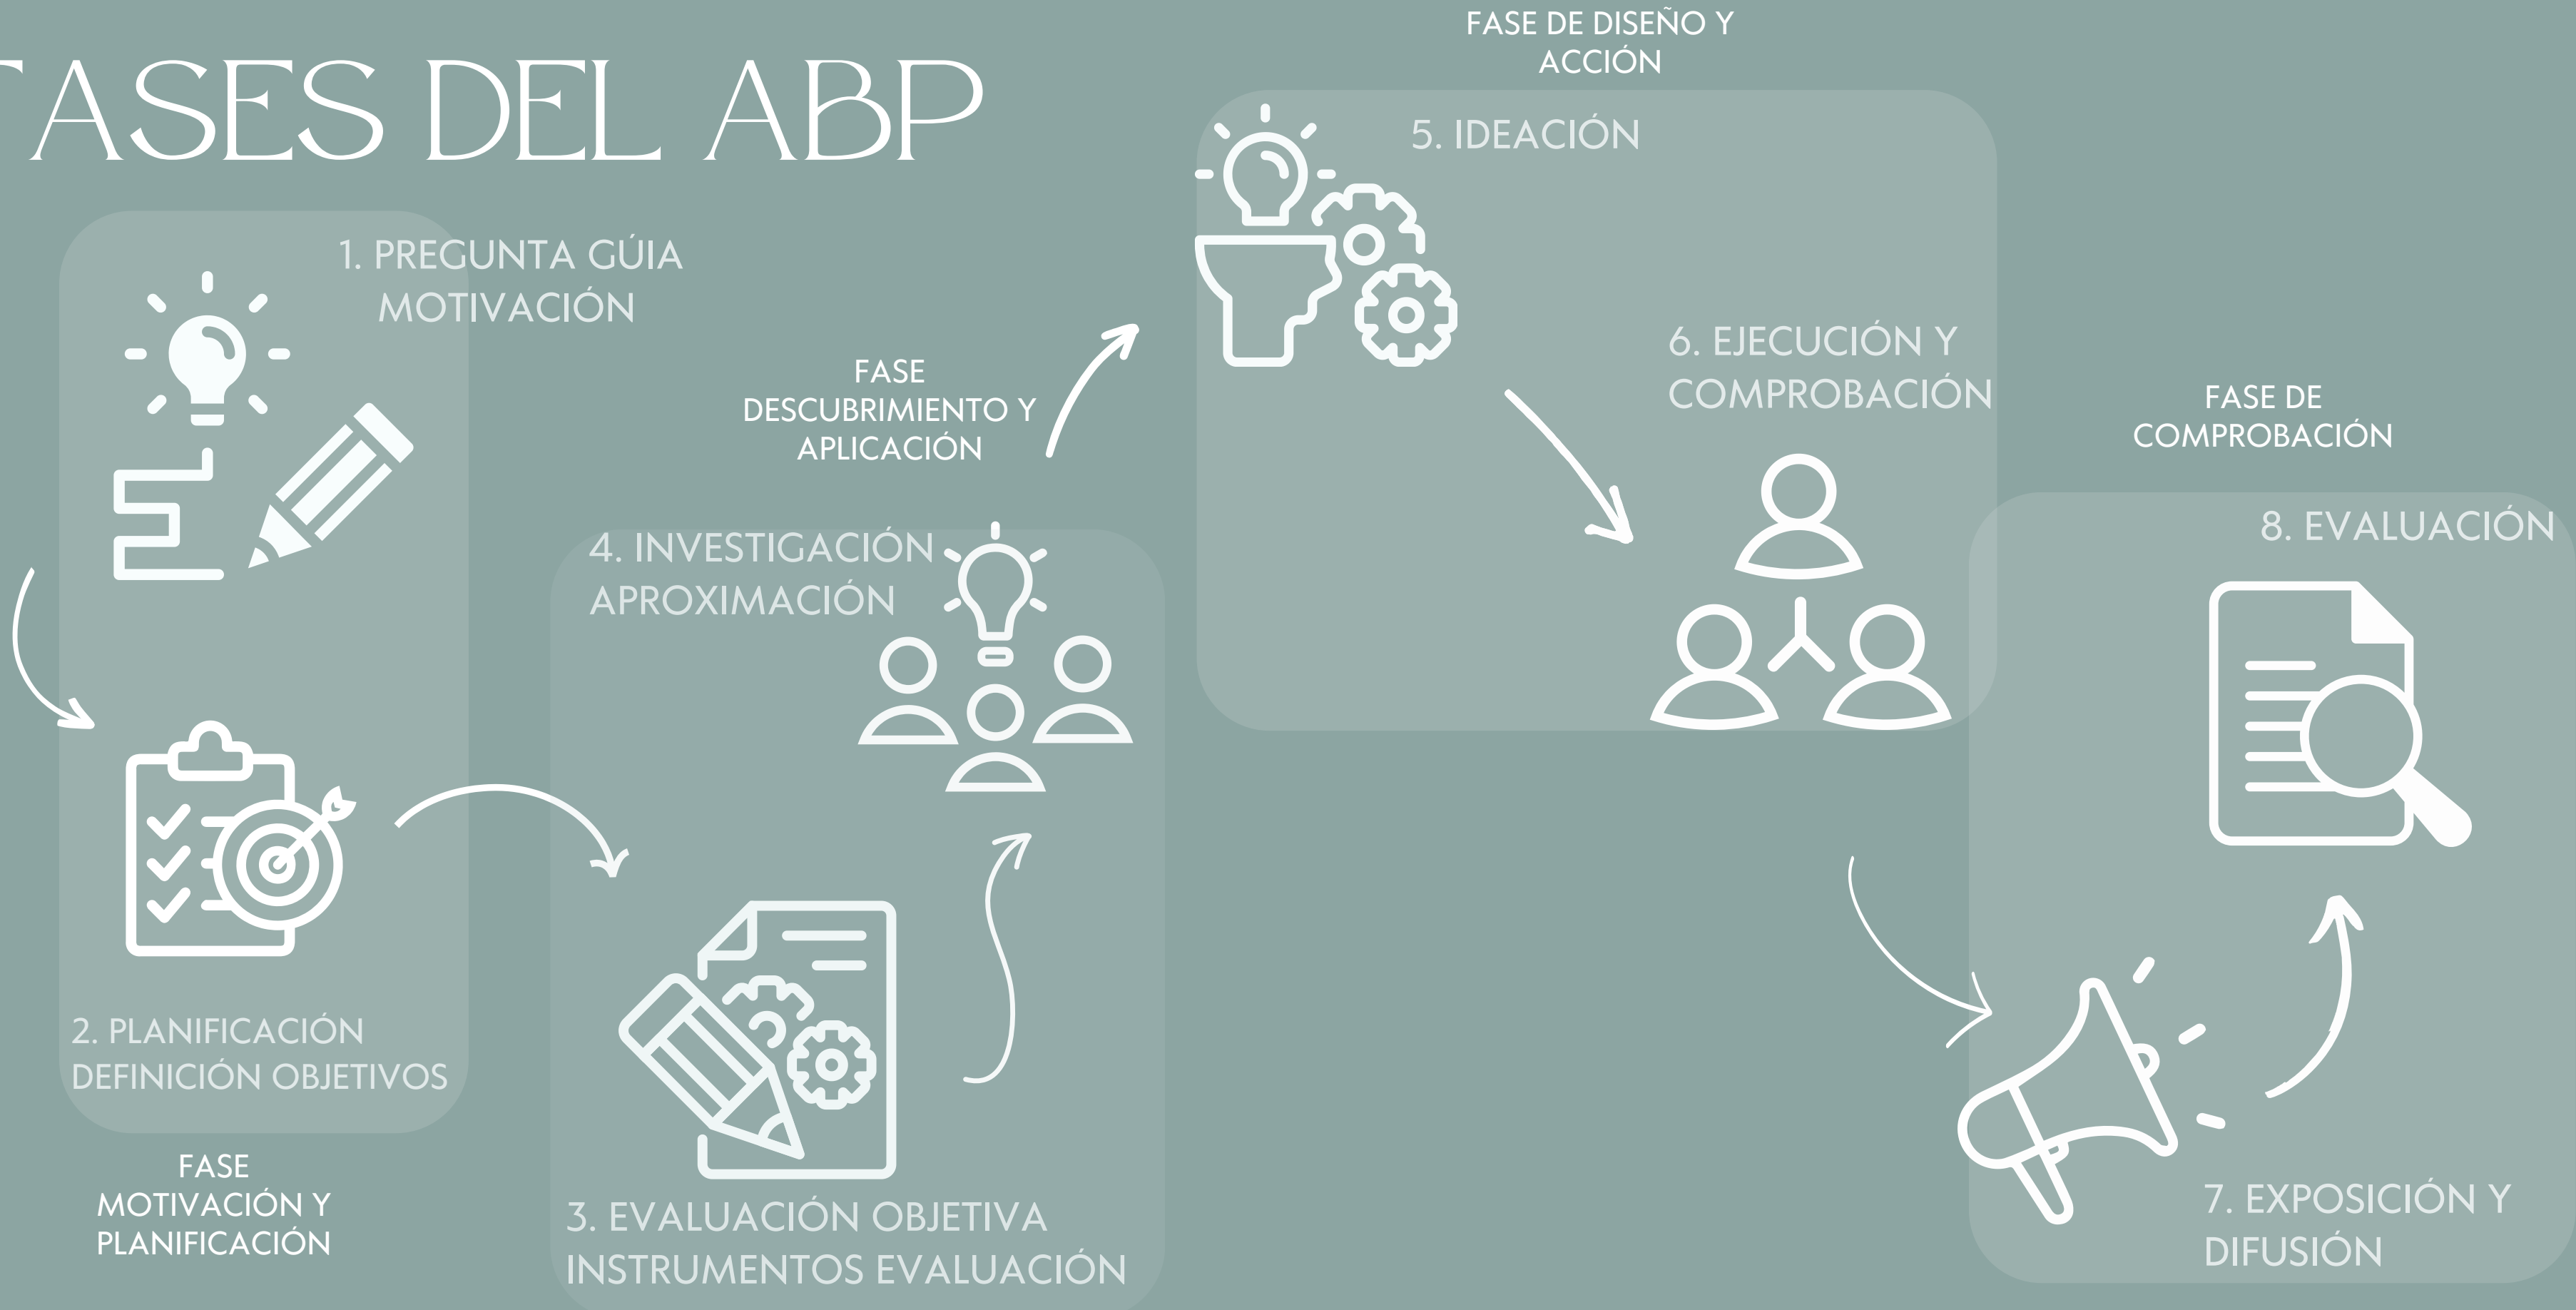 FASES DEL ABP
1. PREGUNTA GÚIA
MOTIVACIÓN
2. PLANIFICACIÓN
DEFINICIÓN OBJETIVOS
FASE
MOTIVACIÓN Y
PLANIFICACIÓN
FASE
DESCUBRIMIENTO Y
APLICACIÓN
4. INVESTIGACIÓN
APROXIMACIÓN
3. EVALUACIÓN OBJETIVA
INSTRUMENTOS EVALUACIÓN
FASE DE DISEÑO Y
ACCIÓN
5. IDEACIÓN
6. EJECUCIÓN Y
COMPROBACIÓN
FASE DE
COMPROBACIÓN
8. EVALUACIÓN
7. EXPOSICIÓN Y
DIFUSIÓN